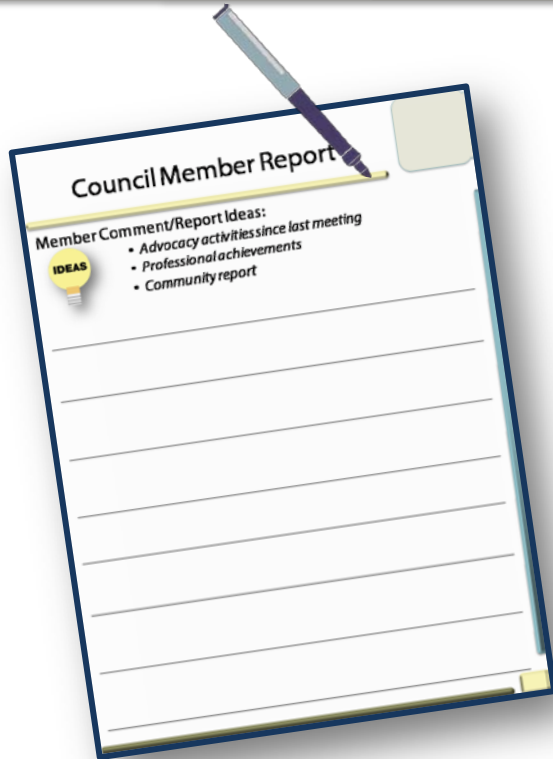 Council Member Report
Member Comment/Report Ideas:
IDEAS
• Advocacy activities since last meeting
• Professional achievements
• Community report